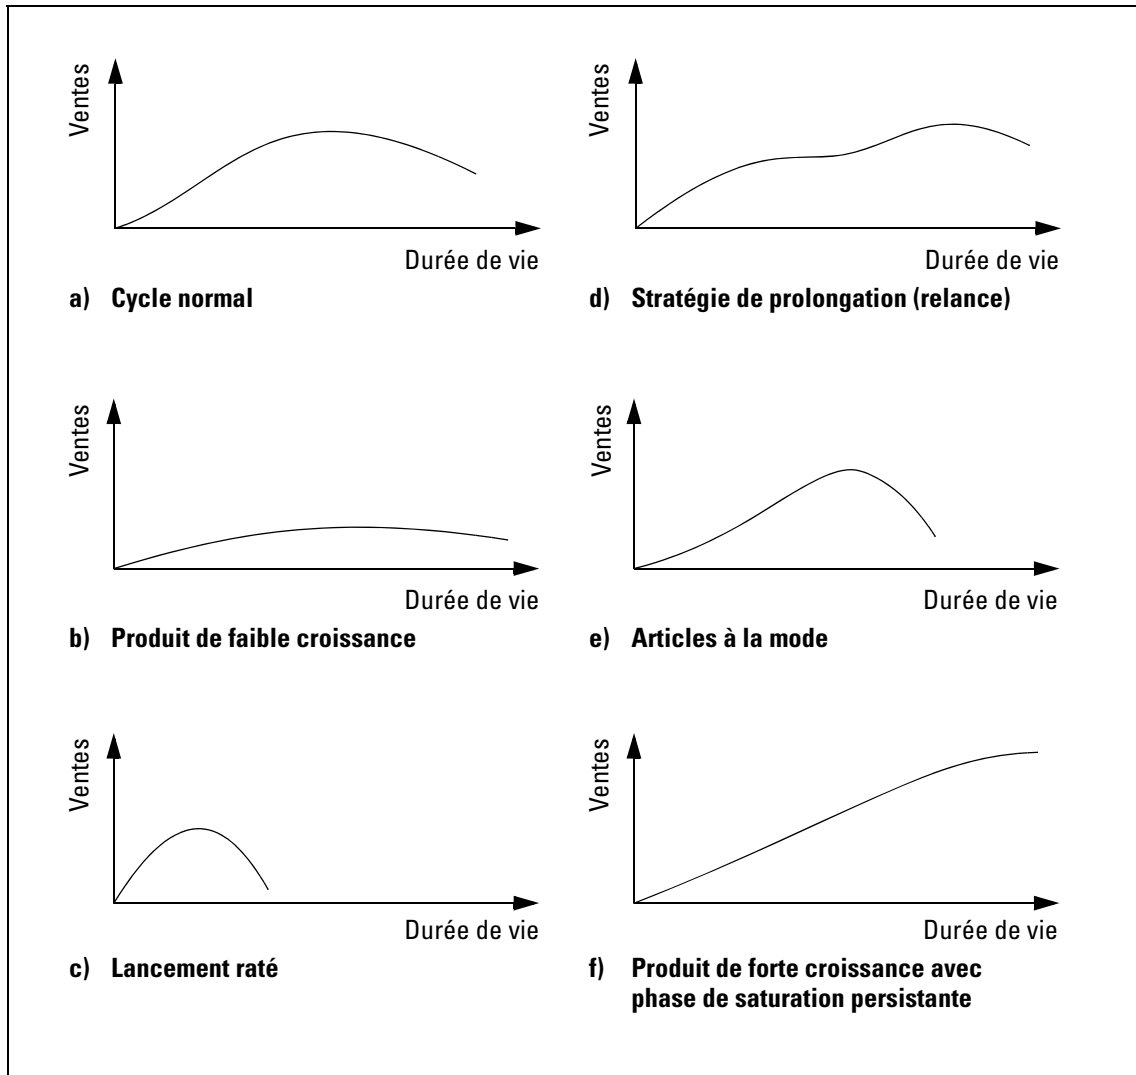 Ventes
Durée de vie
a) Cycle normal
Ventes
Durée de vie
d) Stratégie de prolongation (relance)
Ventes
Durée de vie
b) Produit de faible croissance
Ventes
Durée de vie
e) Articles à la mode
Ventes
Durée de vie
c) Lancement raté
Ventes
Durée de vie
f) Produit de forte croissance avec
phase de saturation persistante